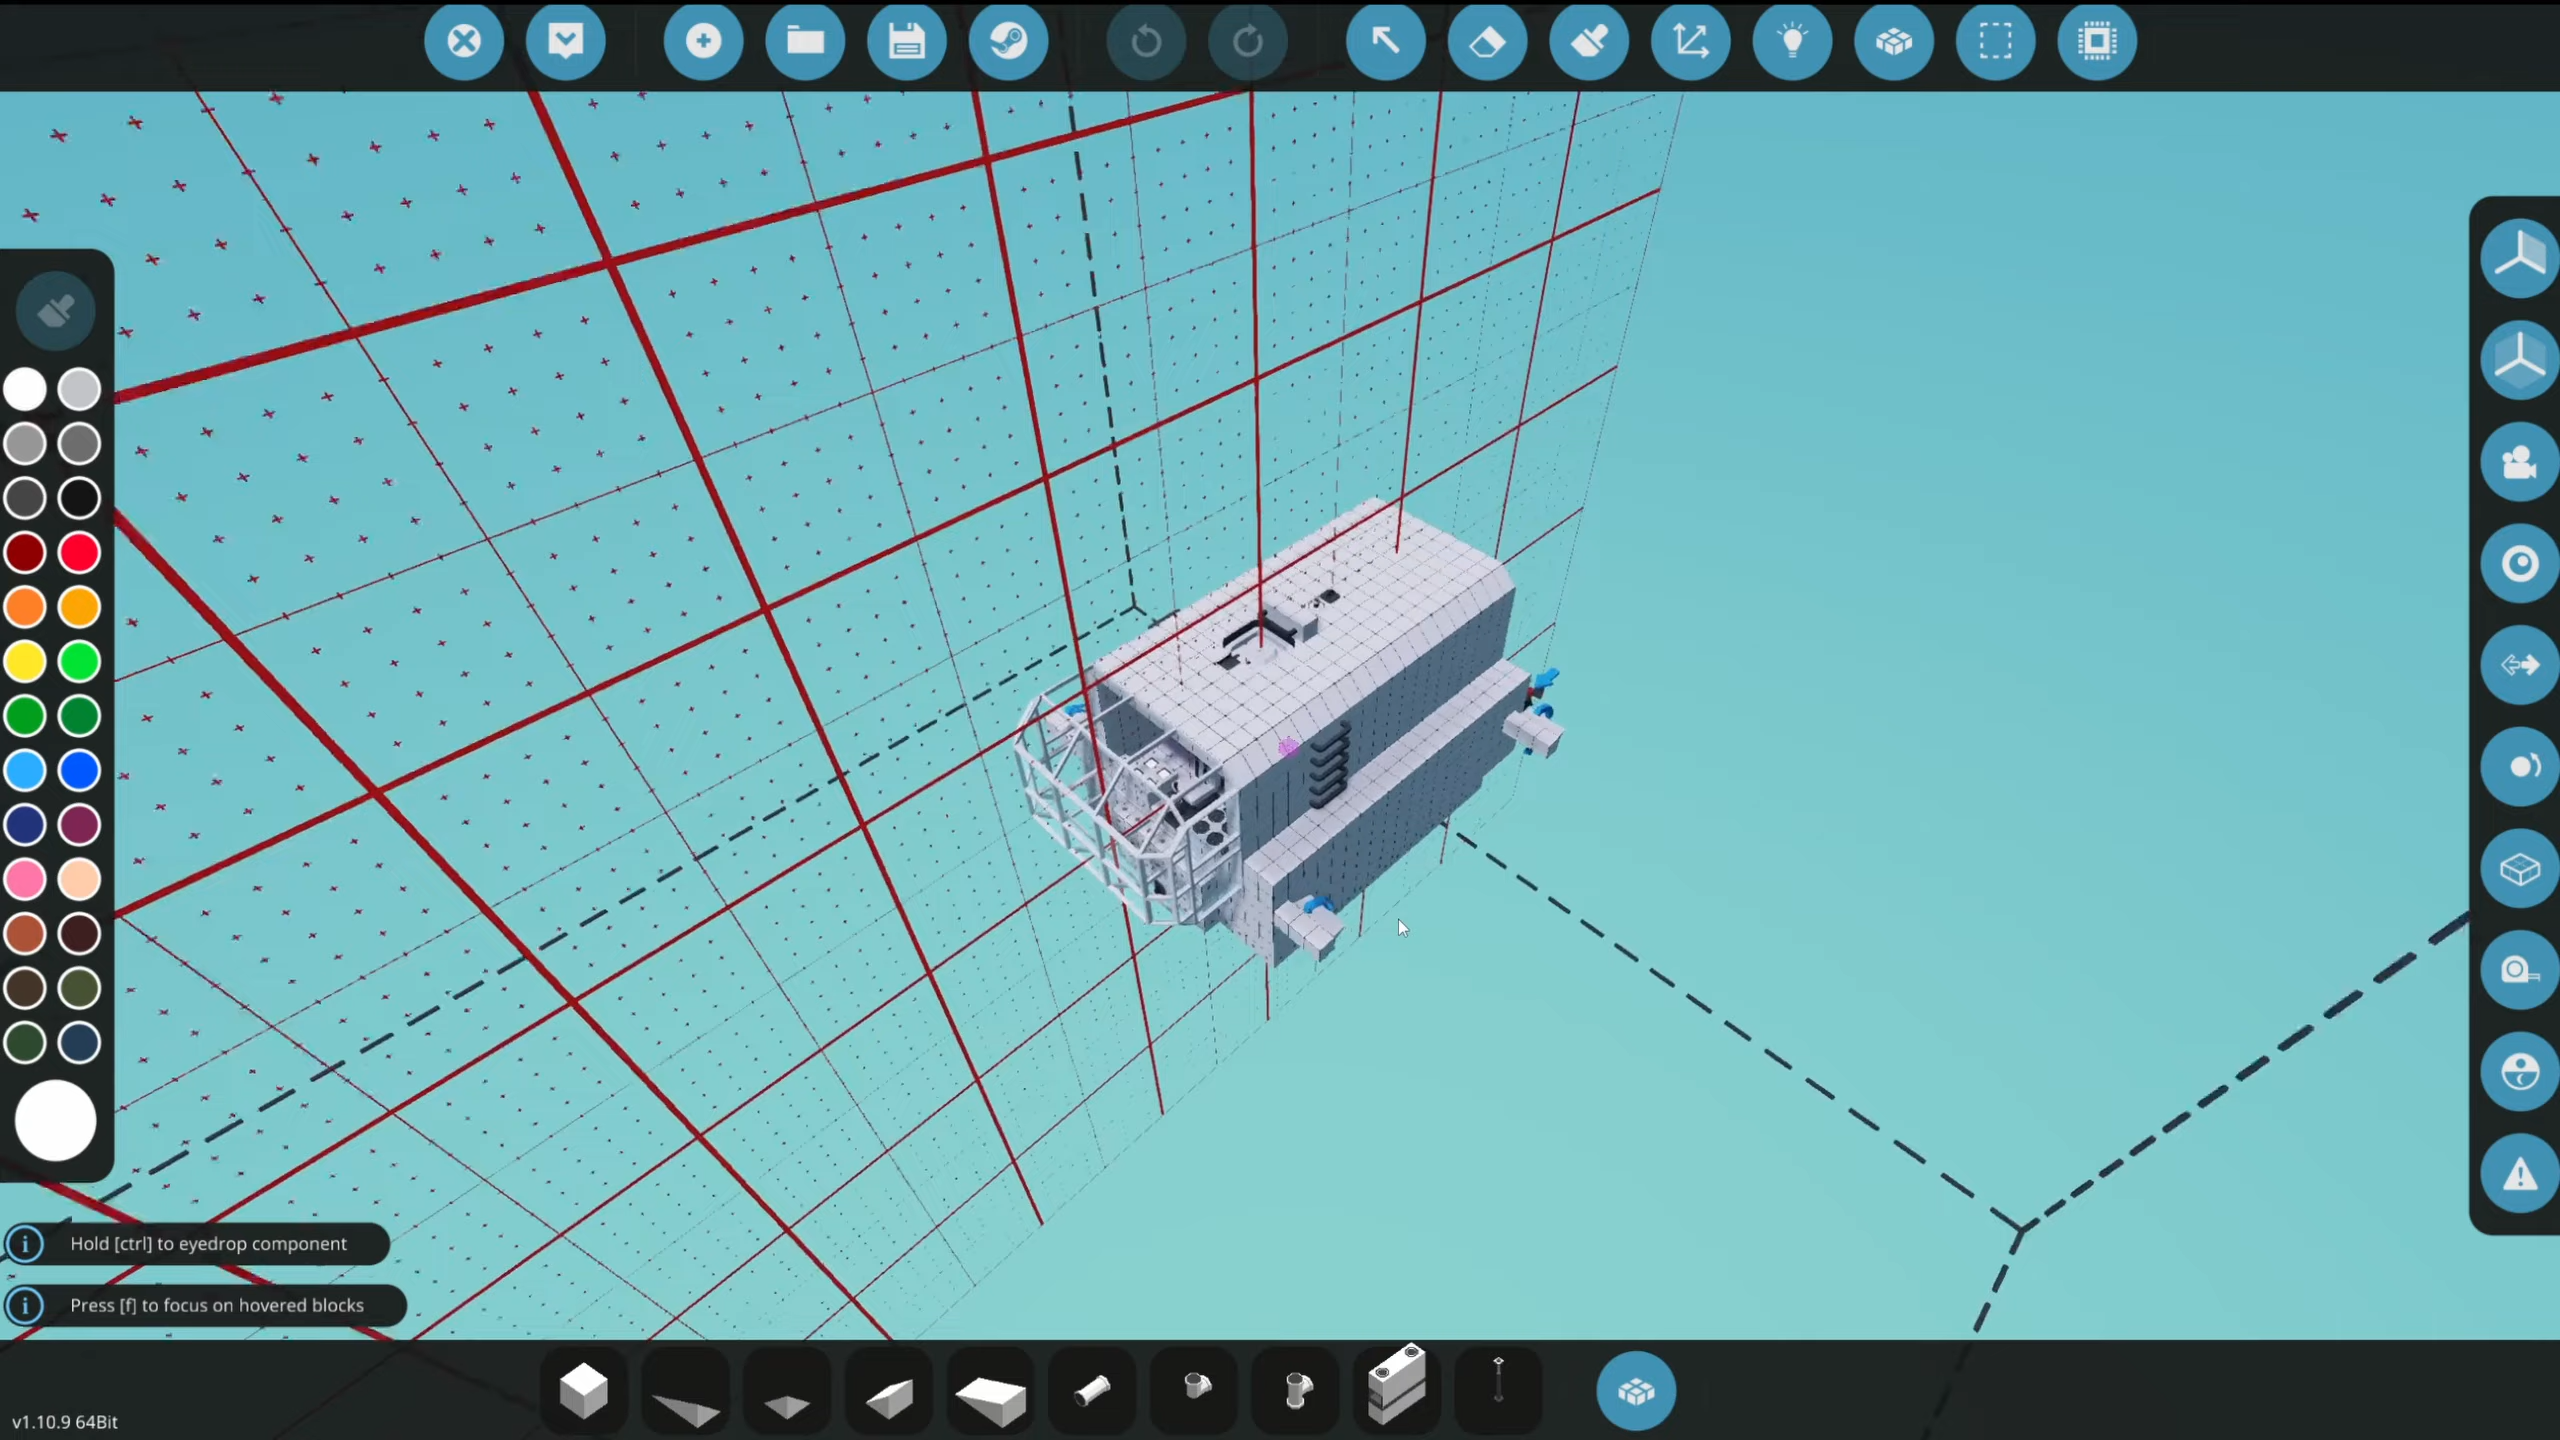 Hold [ctrl] to eyedrop component
Press [f] to focus on hovered blocks
v1.10.9 64Bit